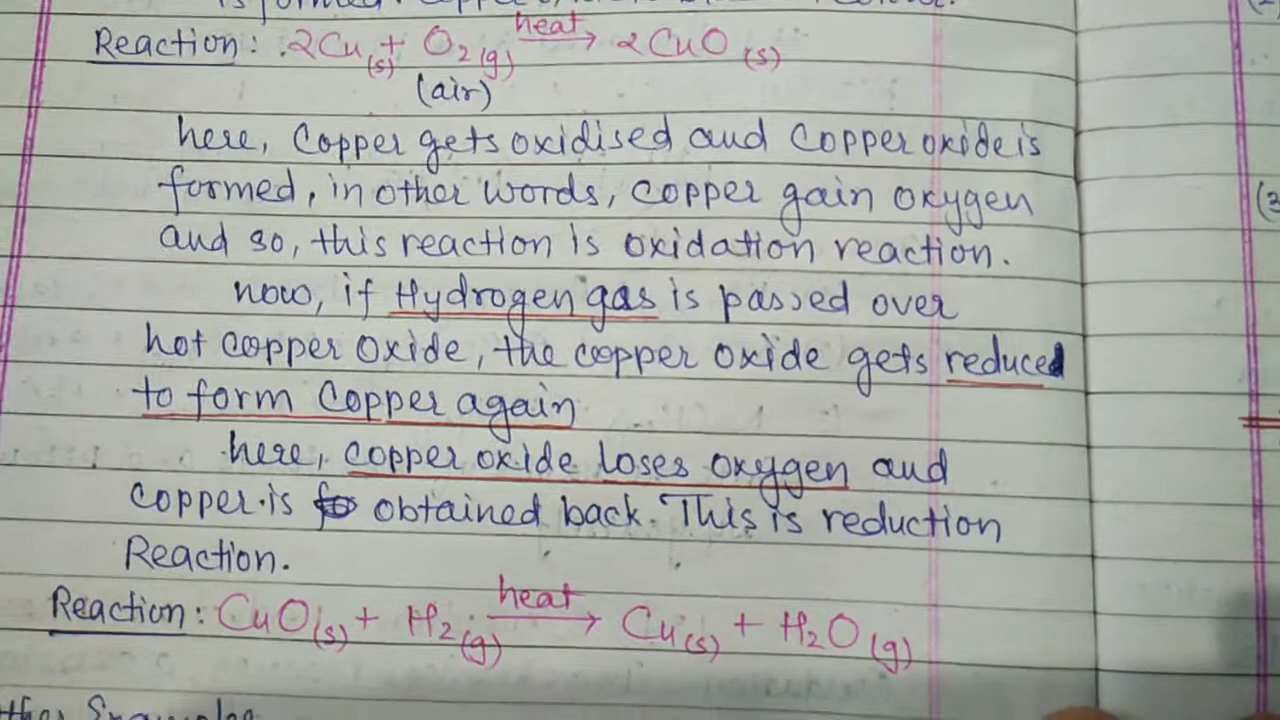 is formed. Copper
Reaction: 2Cu(s) + O2(g) heat→ 2CuO(s)
(air)
here, Copper gets oxidised and Copper oxide is
formed, in other words, copper gain oxygen
and so, this reaction is oxidation reaction.
now, if Hydrogen gas is passed over
hot copper oxide, the copper oxide gets reduced
to form Copper again
here, copper oxide loses oxygen and
copper is obtained back. This is reduction
Reaction.
Reaction: CuO(s) + H2(g) heat→ Cu(s) + H2O(g)